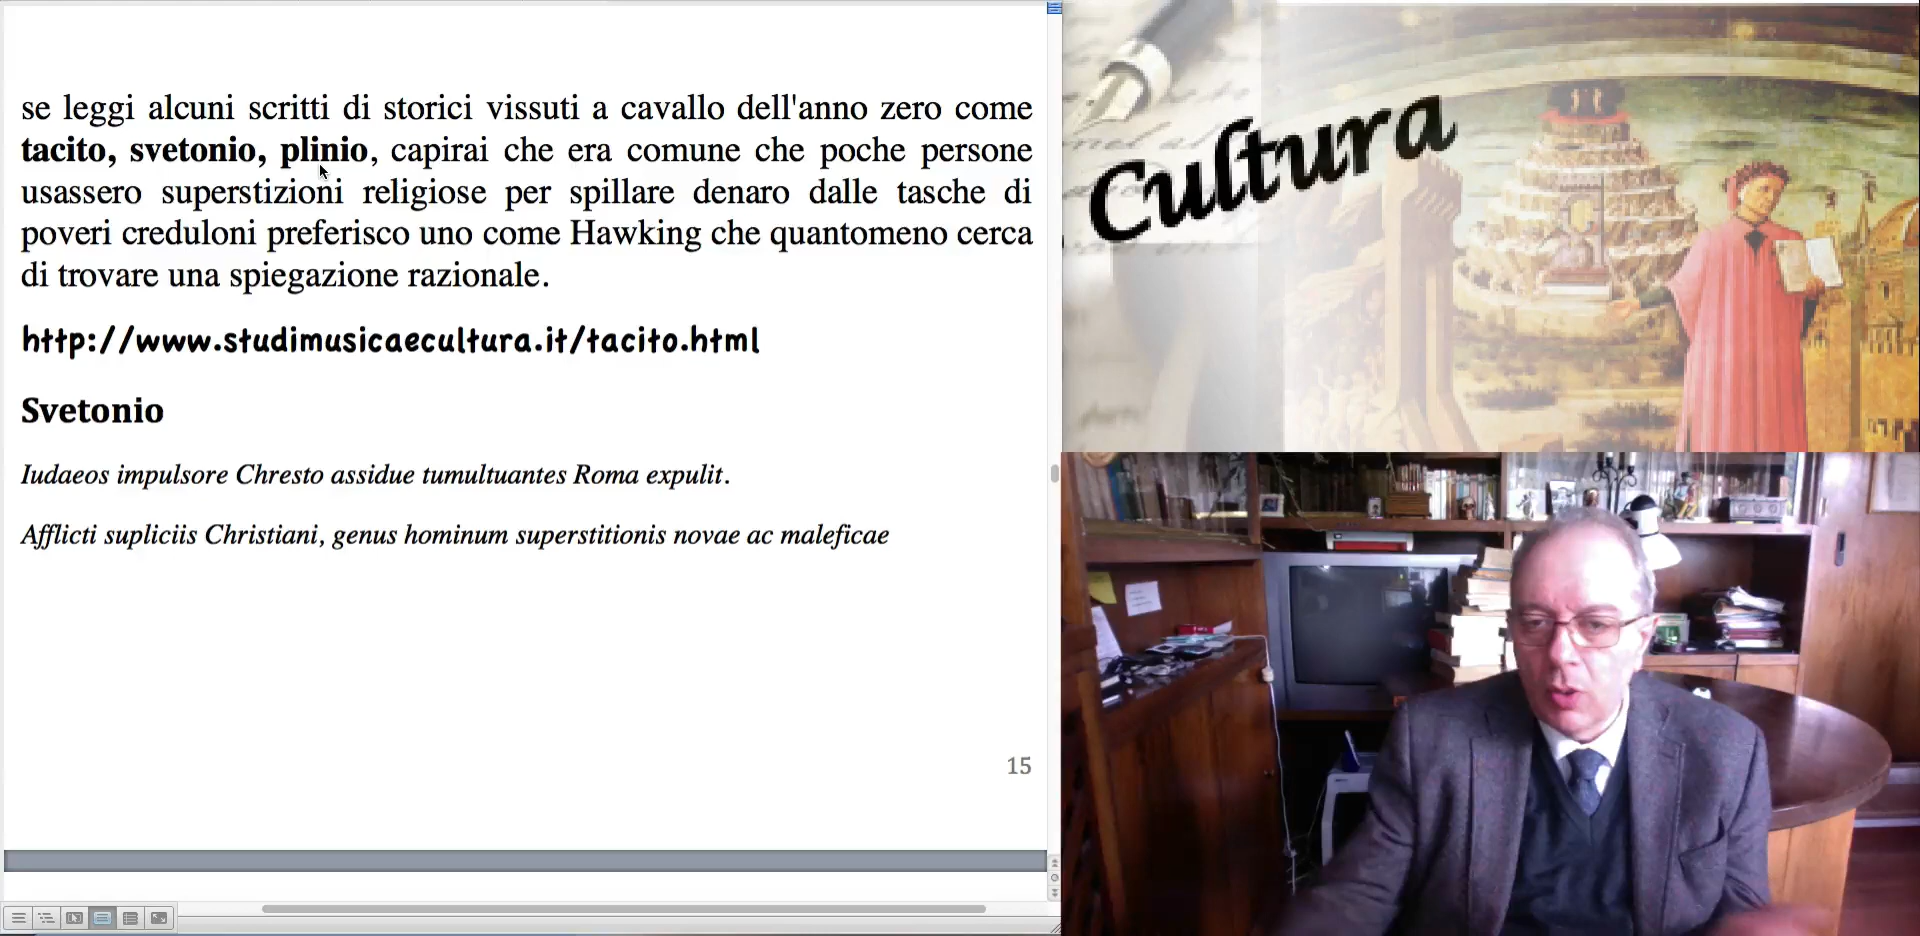 se leggi alcuni scritti di storici vissuti a cavallo dell'anno zero come
tacito, svetonio, plinio, capirai che era comune che poche persone
usassero superstizioni religiose per spillare denaro dalle tasche di
poveri creduloni preferisco uno come Hawking che quantomeno cerca
di trovare una spiegazione razionale.
http://www.studimusicaecultura.it/tacito.html
Svetonio
Iudaeos impulsore Chresto assidue tumultuantes Roma expulit.
Afflicti supliciis Christiani, genus hominum superstitionis novae ac maleficae
15
Cultura